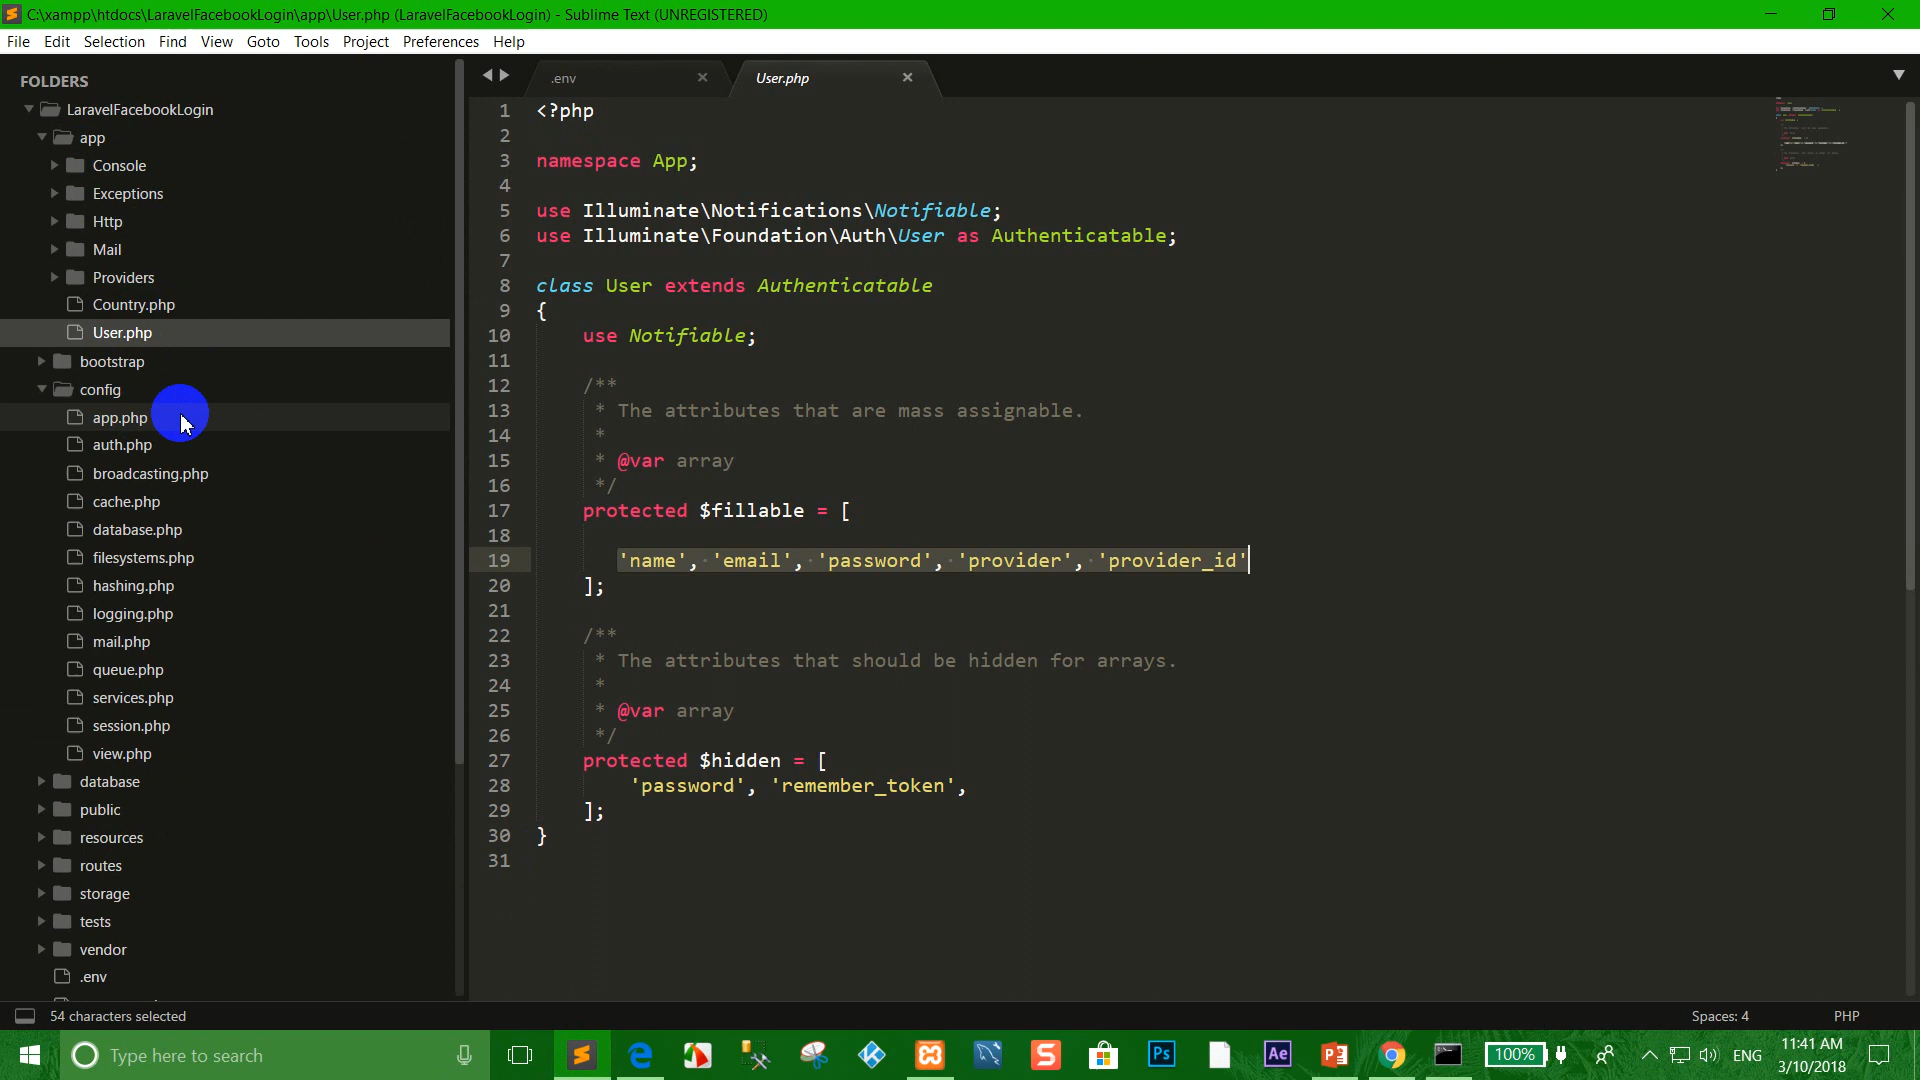 C:\xampp\htdocs\LaravelFacebookLogin\app\User.php (LaravelFacebookLogin) - Sublime Text (UNREGISTERED)
File Edit Selection Find View Goto Tools Project Preferences Help
FOLDERS
LaravelFacebookLogin
app
Console
Exceptions
Http
Mail
Providers
Country.php
User.php
bootstrap
config
app.php
auth.php
broadcasting.php
cache.php
database.php
filesystems.php
hashing.php
logging.php
mail.php
queue.php
services.php
session.php
view.php
database
public
resources
routes
storage
tests
vendor
.env
.env User.php
1 <?php
2
3 namespace App;
4
5 use Illuminate\Notifications\Notifiable;
6 use Illuminate\Foundation\Auth\User as Authenticatable;
7
8 class User extends Authenticatable
9 {
10 use Notifiable;
11
12 /**
13 * The attributes that are mass assignable.
14 *
15 * @var array
16 */
17 protected $fillable = [
18
19 'name', 'email', 'password', 'provider', 'provider_id'
20 ];
21
22 /**
23 * The attributes that should be hidden for arrays.
24 *
25 * @var array
26 */
27 protected $hidden = [
28 'password', 'remember_token',
29 ];
30 }
31
54 characters selected Spaces: 4 PHP
Type here to search
Ps Ae 100% ENG
11:41 AM
3/10/2018